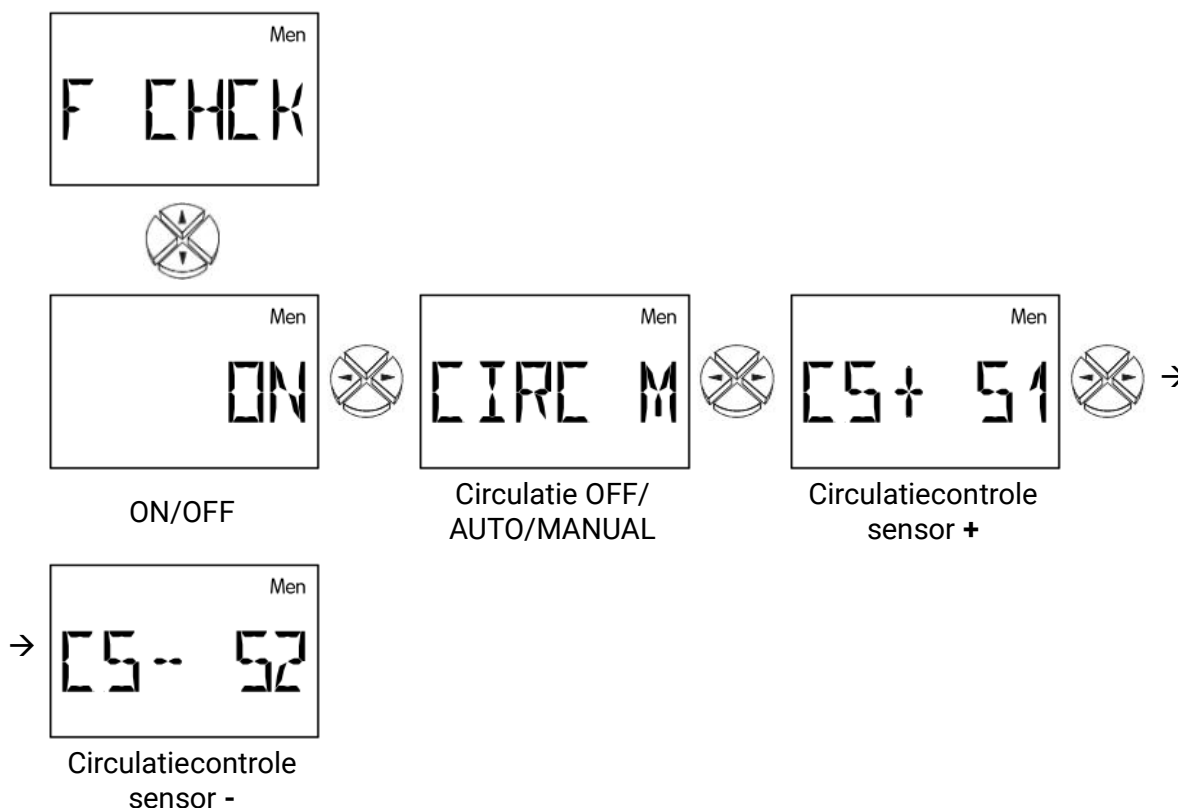 Men
F CHCK
Men
ON
Men
CIRC M
Men
CS+ S1
→
ON/OFF
Circulatie OFF/
AUTO/MANUAL
Circulatiecontrole
sensor +
→
Men
CS-- S2
Circulatiecontrole
sensor -